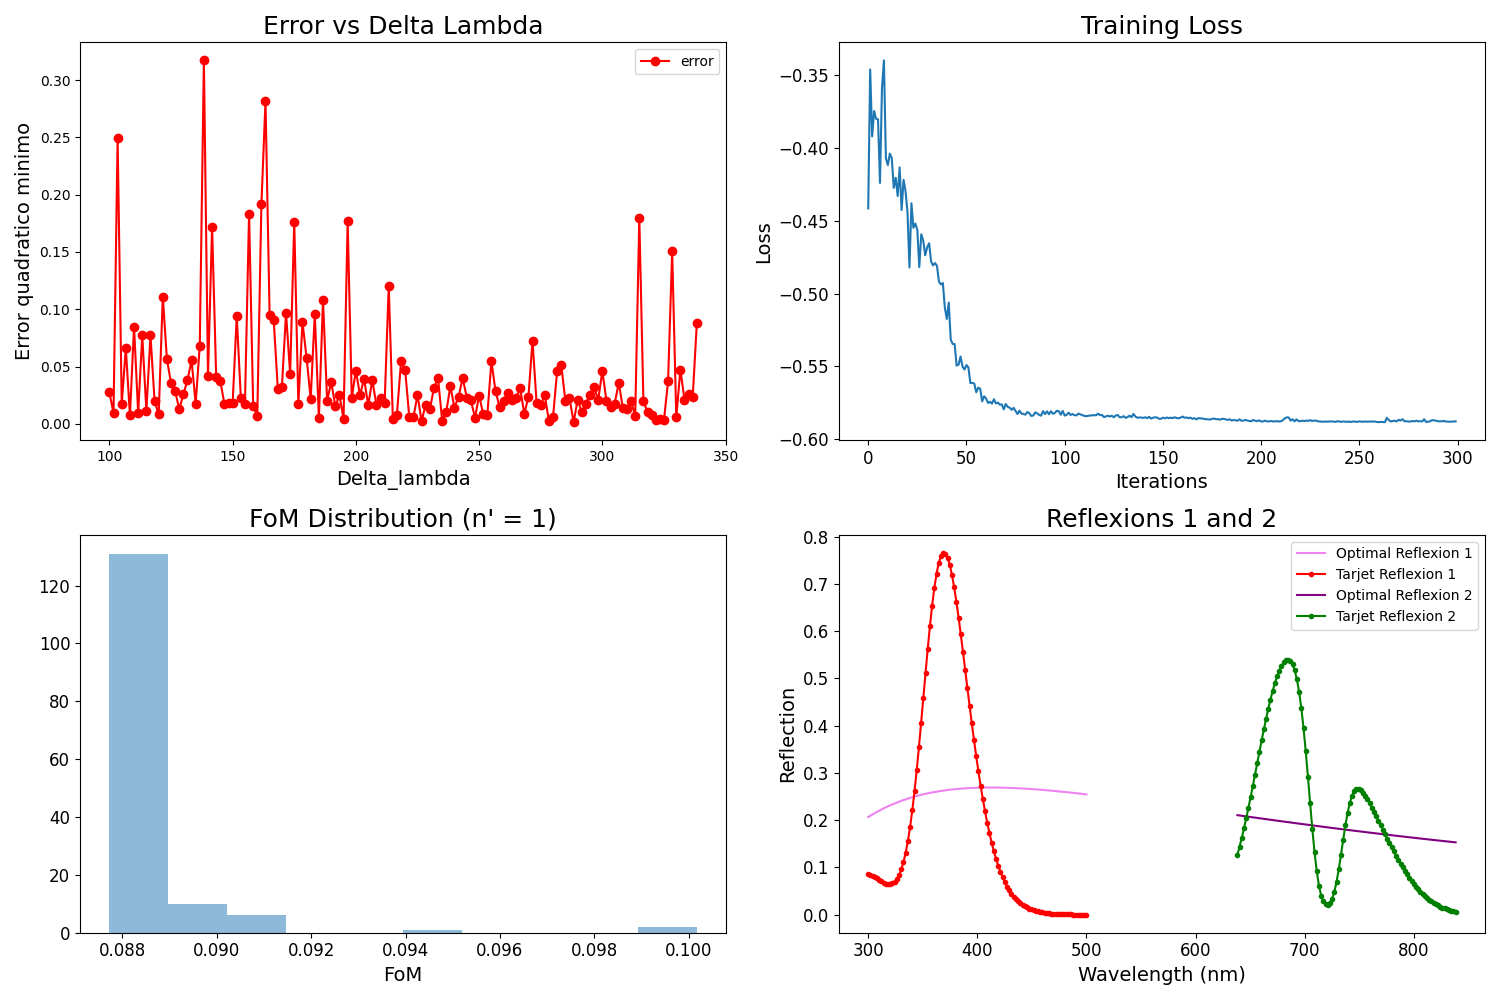 Error vs Delta Lambda
error
Error quadratico minimo
0.30
0.25
0.20
0.15
0.10
0.05
0.00
100 150 200 250 300 350
Delta_lambda
Training Loss
Loss
−0.35
−0.40
−0.45
−0.50
−0.55
−0.60
0 50 100 150 200 250 300
Iterations
FoM Distribution (n' = 1)
120
100
80
60
40
20
0
0.088 0.090 0.092 0.094 0.096 0.098 0.100
FoM
Reflexions 1 and 2
Optimal Reflexion 1
Tarjet Reflexion 1
Optimal Reflexion 2
Tarjet Reflexion 2
Reflection
0.8
0.7
0.6
0.5
0.4
0.3
0.2
0.1
0.0
300 400 500 600 700 800
Wavelength (nm)